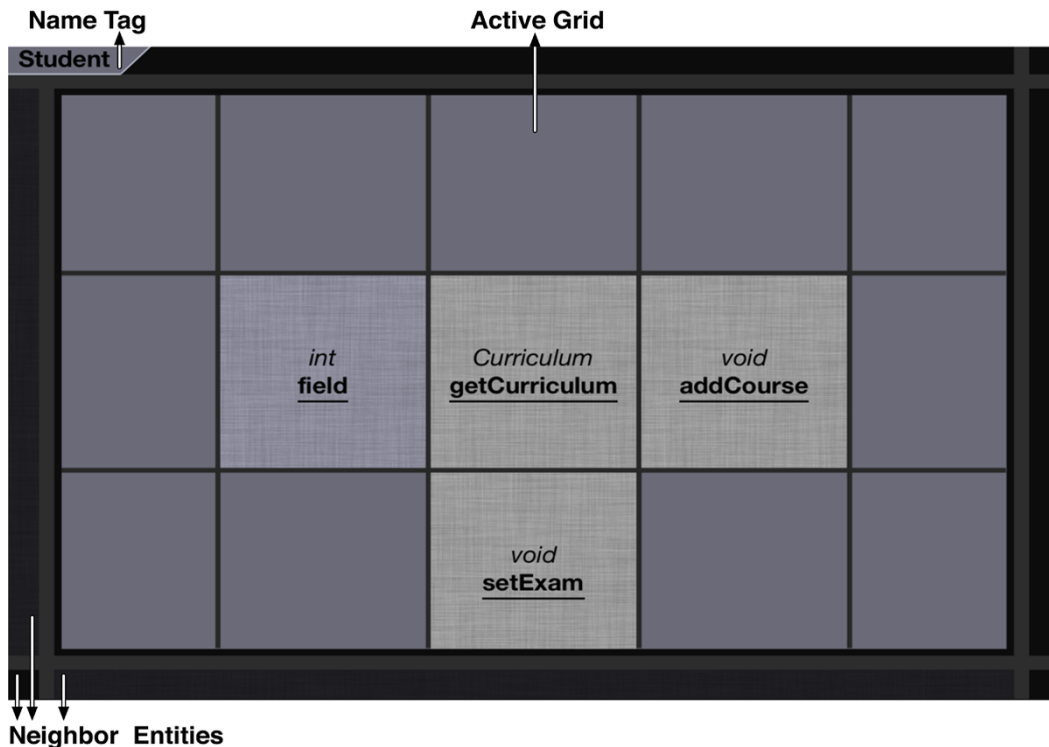 Name Tag
Active Grid
Student
int
field
Curriculum
getCurriculum
void
addCourse
void
setExam
Neighbor Entities